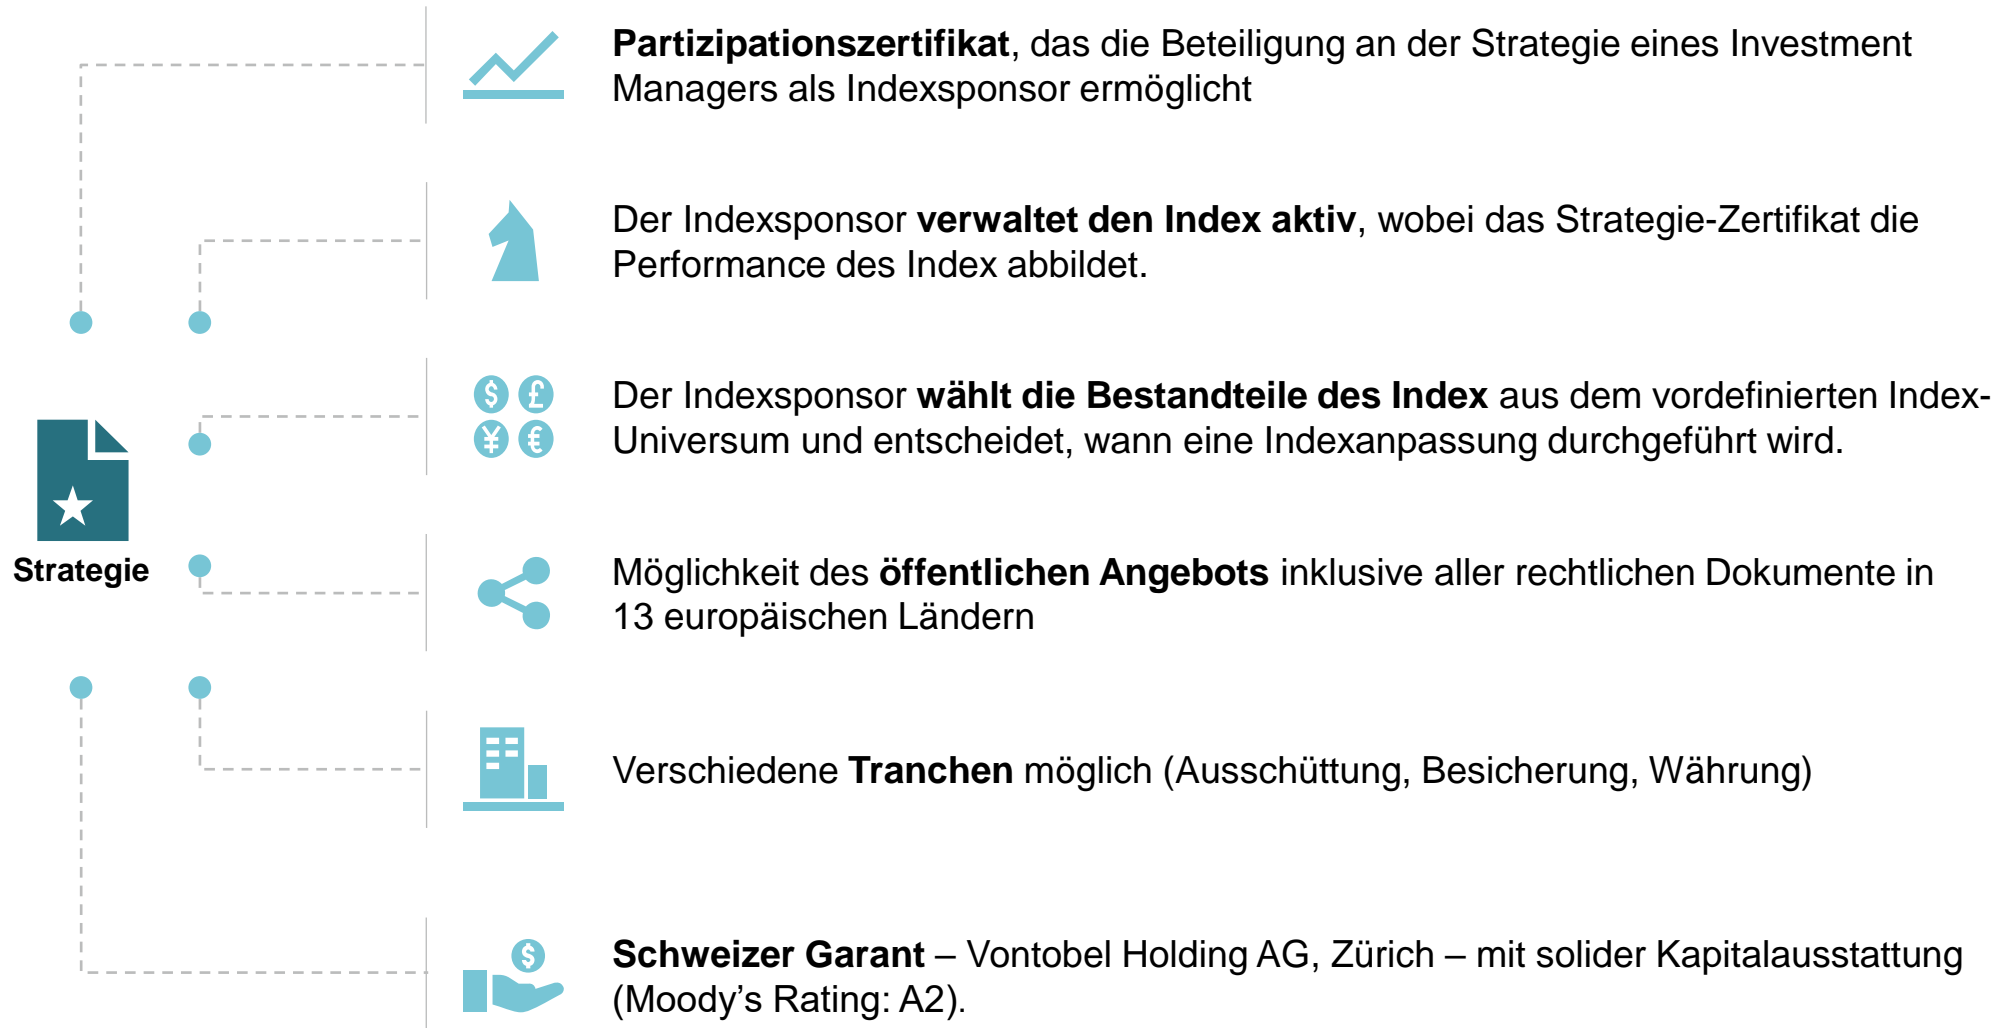 Partizipationszertifikat, das die Beteiligung an der Strategie eines Investment
Managers als Indexsponsor ermöglicht
Der Indexsponsor verwaltet den Index aktiv, wobei das Strategie-Zertifikat die
Performance des Index abbildet.
$ £
¥ €
Der Indexsponsor wählt die Bestandteile des Index aus dem vordefinierten Index-
Universum und entscheidet, wann eine Indexanpassung durchgeführt wird.
Strategie
Möglichkeit des öffentlichen Angebots inklusive aller rechtlichen Dokumente in
13 europäischen Ländern
Verschiedene Tranchen möglich (Ausschüttung, Besicherung, Währung)
$
Schweizer Garant – Vontobel Holding AG, Zürich – mit solider Kapitalausstattung
(Moody’s Rating: A2).